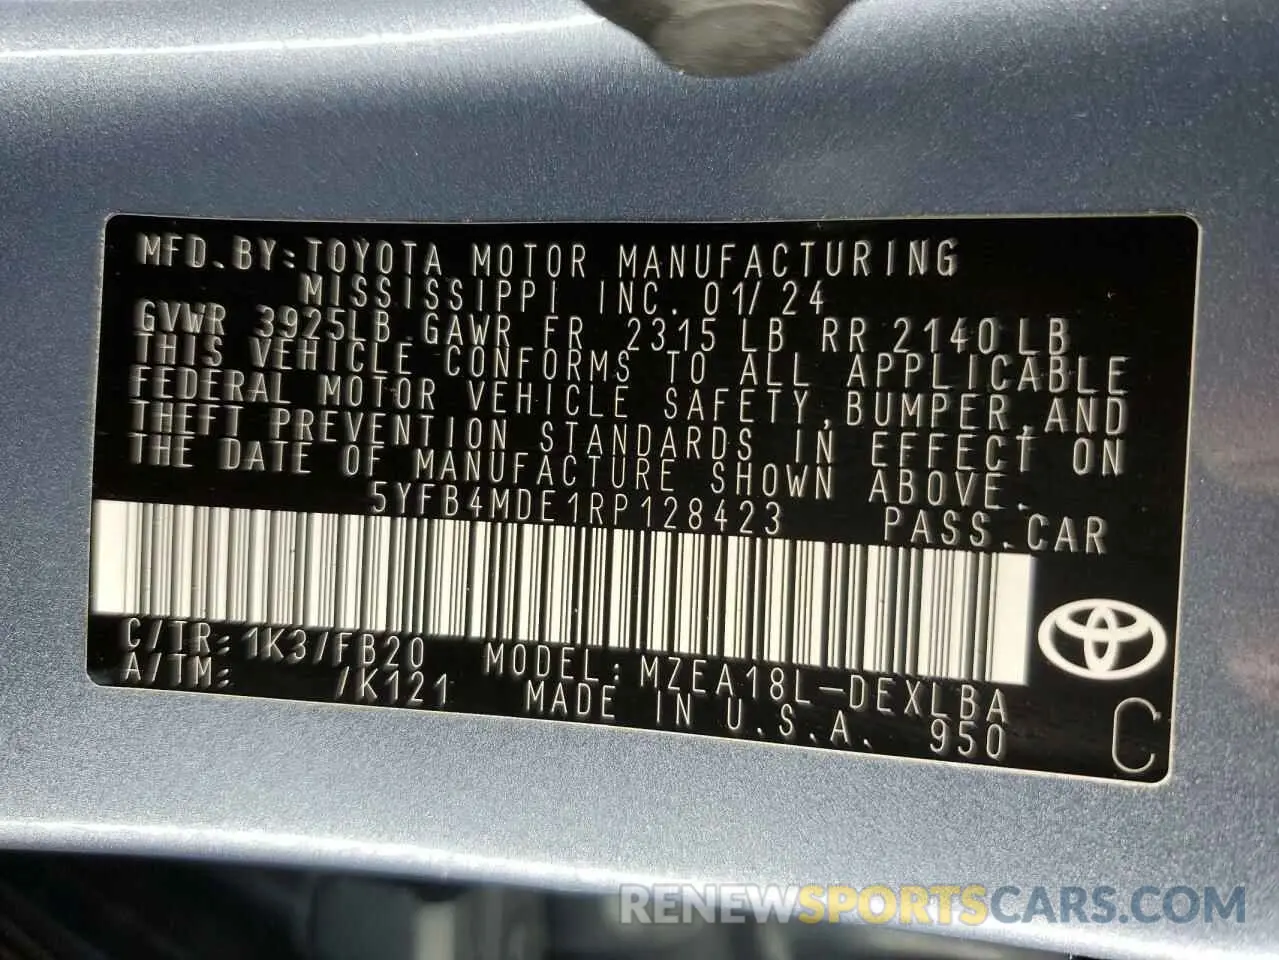 MFD.BY:TOYOTA MOTOR MANUFACTURING
MISSISSIPPI INC. 01/24
GVWR 3925LB GAWR FR 2315 LB RR 2140 LB
THIS VEHICLE CONFORMS TO ALL APPLICABLE
FEDERAL MOTOR VEHICLE SAFETY,BUMPER,AND
THEFT PREVENTION STANDARDS IN EFFECT ON
THE DATE OF MANUFACTURE SHOWN ABOVE.
5YFB4MDE1RP128423 PASS.CAR
C/TR:1K3/FB20 MODEL:MZEA18L-DEXLBA
A/TM: /K121 MADE IN U.S.A. 950
C
RENEWSPORTSCARS.COM